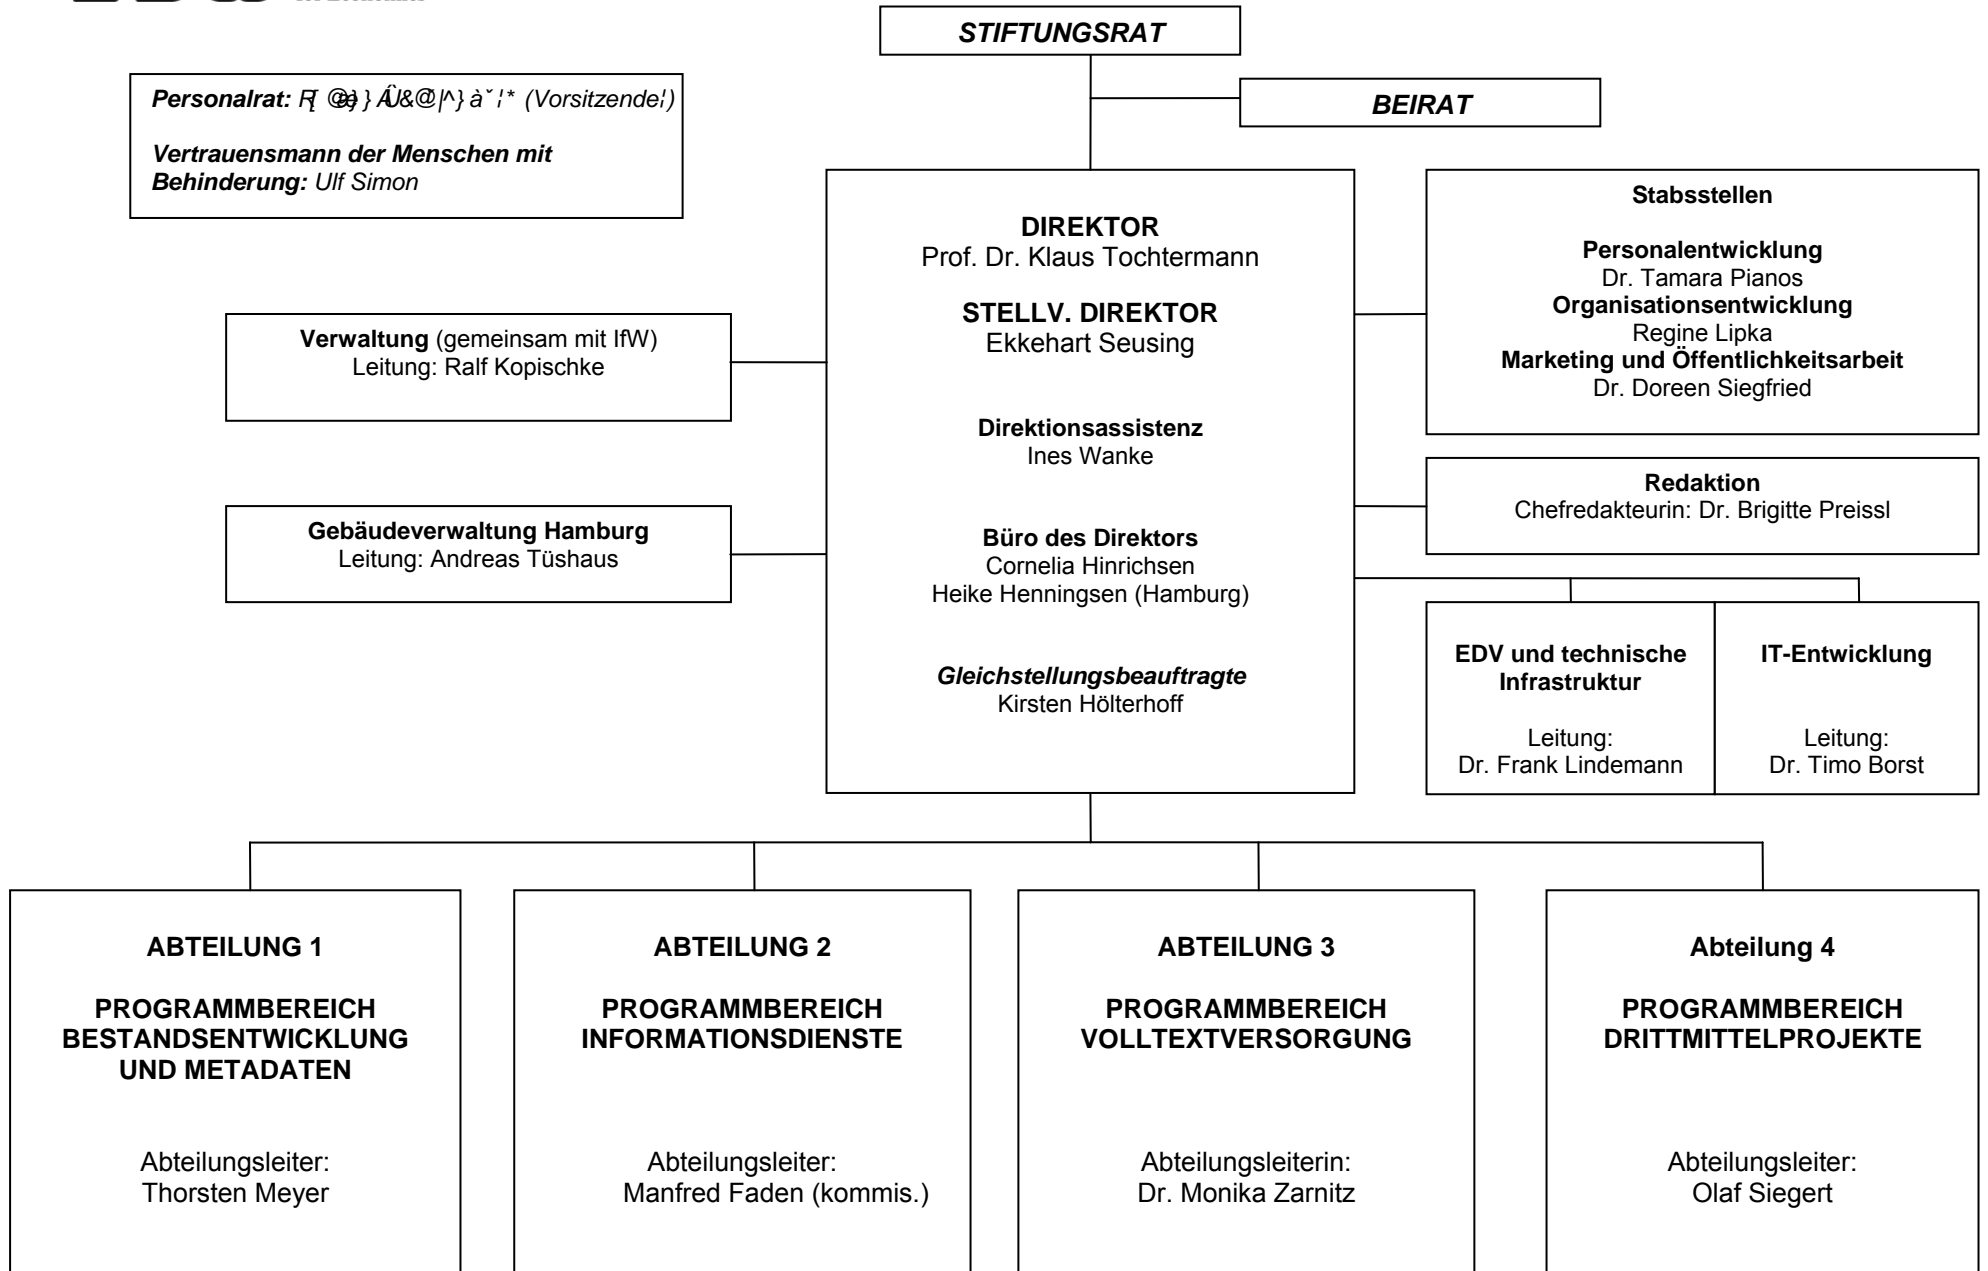 STIFTUNGSRAT
BEIRAT
Personalrat: (Vorsitzende
Vertrauensmann der Menschen mit
Behinderung: Ulf Simon
DIREKTOR
Prof. Dr. Klaus Tochtermann
STELLV. DIREKTOR
Ekkehart Seusing
Direktionsassistenz
Ines Wanke
Büro des Direktors
Cornelia Hinrichsen
Heike Henningsen (Hamburg)
Gleichstellungsbeauftragte
Kirsten Hölterhoff
Verwaltung (gemeinsam mit IfW)
Leitung: Ralf Kopischke
Gebäudeverwaltung Hamburg
Leitung: Andreas Tüshaus
Stabsstellen
Personalentwicklung
Dr. Tamara Pianos
Organisationsentwicklung
Regine Lipka
Marketing und Öffentlichkeitsarbeit
Dr. Doreen Siegfried
Redaktion
Chefredakteurin: Dr. Brigitte Preissl
EDV und technische
Infrastruktur
Leitung:
Dr. Frank Lindemann
IT-Entwicklung
Leitung:
Dr. Timo Borst
ABTEILUNG 1
PROGRAMMBEREICH
BESTANDSENTWICKLUNG
UND METADATEN
Abteilungsleiter:
Thorsten Meyer
ABTEILUNG 2
PROGRAMMBEREICH
INFORMATIONSDIENSTE
Abteilungsleiter:
Manfred Faden (kommis.)
ABTEILUNG 3
PROGRAMMBEREICH
VOLLTEXTVERSORGUNG
Abteilungsleiterin:
Dr. Monika Zarnitz
Abteilung 4
PROGRAMMBEREICH
DRITTMITTELPROJEKTE
Abteilungsleiter:
Olaf Siegert